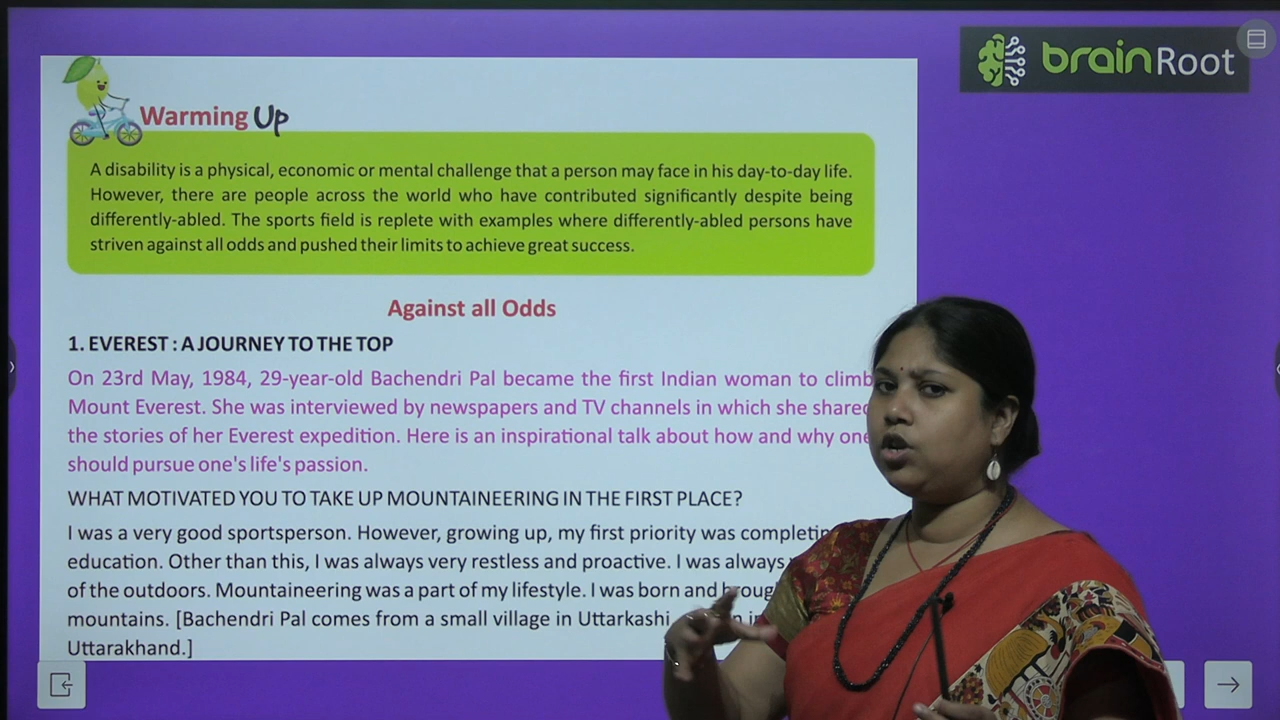 brainRoot
Warming Up
A disability is a physical, economic or mental challenge that a person may face in his day-to-day life.
However, there are people across the world who have contributed significantly despite being
differently-abled. The sports field is replete with examples where differently-abled persons have
striven against all odds and pushed their limits to achieve great success.
Against all Odds
1. EVEREST : A JOURNEY TO THE TOP
On 23rd May, 1984, 29-year-old Bachendri Pal became the first Indian woman to climb
Mount Everest. She was interviewed by newspapers and TV channels in which she shared
the stories of her Everest expedition. Here is an inspirational talk about how and why one
should pursue one's life's passion.
WHAT MOTIVATED YOU TO TAKE UP MOUNTAINEERING IN THE FIRST PLACE?
I was a very good sportsperson. However, growing up, my first priority was
education. Other than this, I was always very restless and proactive. I was always
of the outdoors. Mountaineering was a part of my lifestyle. I was born and
mountains. [Bachendri Pal comes from a small village in Uttarkashi
Uttarakhand.]